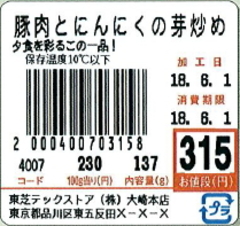 豚肉とにんにくの芽炒め
夕食を彩るこの一品!
保存温度10℃以下
加工日
18. 6. 1
消費期限
18. 6. 1
2 000400 703158
4007 230 137
コード 100g当り(円) 内容量(g)
315
お値段(円)
東芝テックストア(株)大崎本店
東京都品川区東五反田X-X-X
プラ